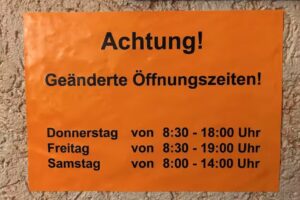 Achtung!
Geänderte Öffnungszeiten!
Donnerstag von 8:30 - 18:00 Uhr
Freitag von 8:30 - 19:00 Uhr
Samstag von 8:00 - 14:00 Uhr